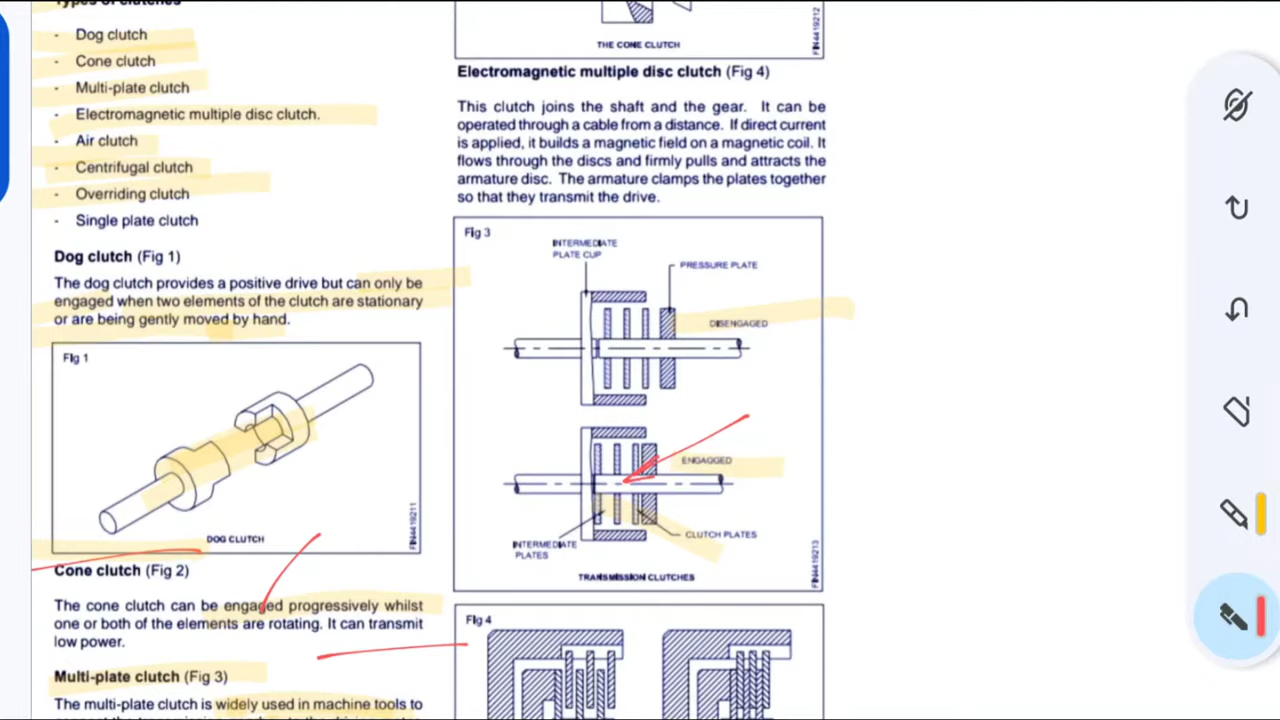 Types of clutches
- Dog clutch
- Cone clutch
- Multi-plate clutch
- Electromagnetic multiple disc clutch.
- Air clutch
- Centrifugal clutch
- Overriding clutch
- Single plate clutch
Dog clutch (Fig 1)
The dog clutch provides a positive drive but can only be
engaged when two elements of the clutch are stationary
or are being gently moved by hand.
Fig 1
DOG CLUTCH
FIN4419211
Cone clutch (Fig 2)
The cone clutch can be engaged progressively whilst
one or both of the elements are rotating. It can transmit
low power.
Multi-plate clutch (Fig 3)
The multi-plate clutch is widely used in machine tools to
THE CONE CLUTCH
FIN4419212
Electromagnetic multiple disc clutch (Fig 4)
This clutch joins the shaft and the gear. It can be
operated through a cable from a distance. If direct current
is applied, it builds a magnetic field on a magnetic coil. It
flows through the discs and firmly pulls and attracts the
armature disc. The armature clamps the plates together
so that they transmit the drive.
Fig 3
INTERMEDIATE
PLATE CUP
PRESSURE PLATE
DISENGAGED
ENGAGGED
INTERMEDIATE
PLATES
CLUTCH PLATES
TRANSMISSION CLUTCHES
FIN4419213
Fig 4